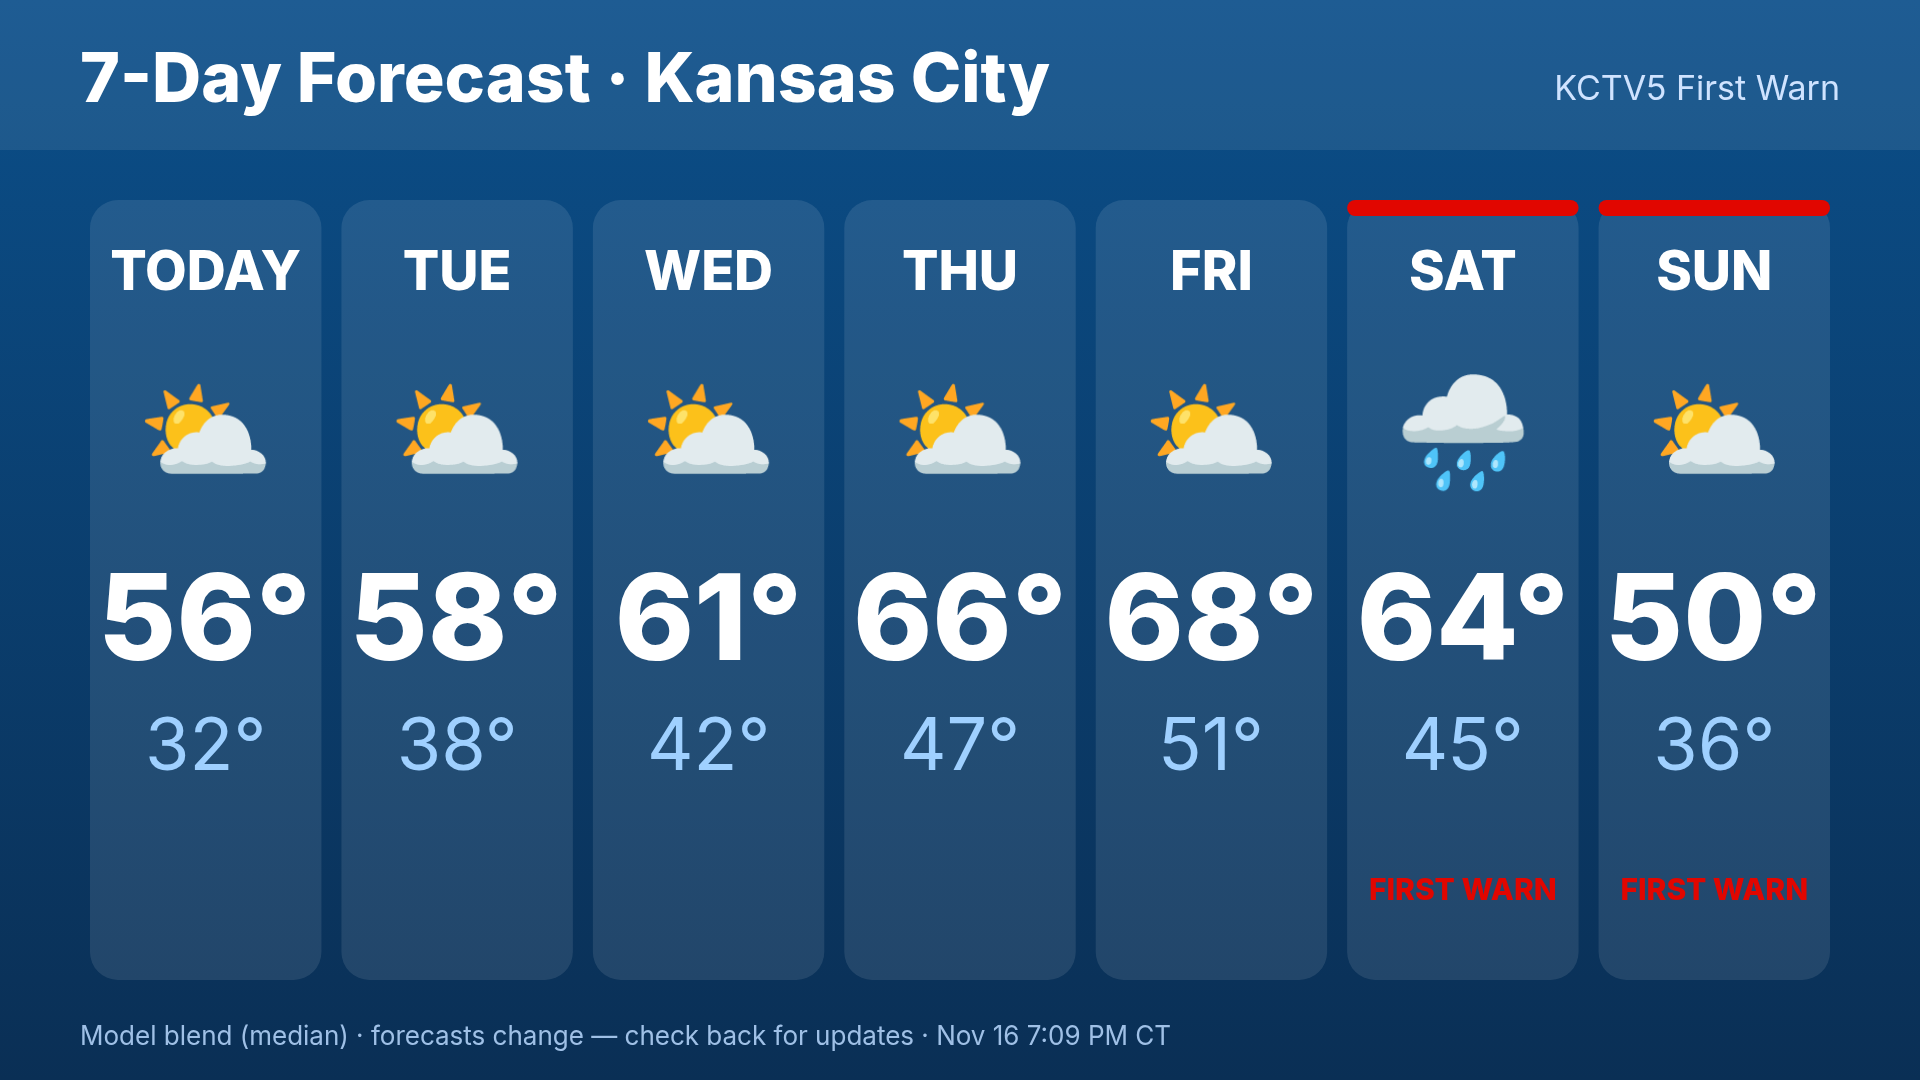 7-Day Forecast · Kansas City
KCTV5 First Warn
TODAY TUE WED THU FRI SAT SUN
56° 58° 61° 66° 68° 64° 50°
32° 38° 42° 47° 51° 45° 36°
FIRST WARN FIRST WARN
Model blend (median) · forecasts change — check back for updates · Nov 16 7:09 PM CT